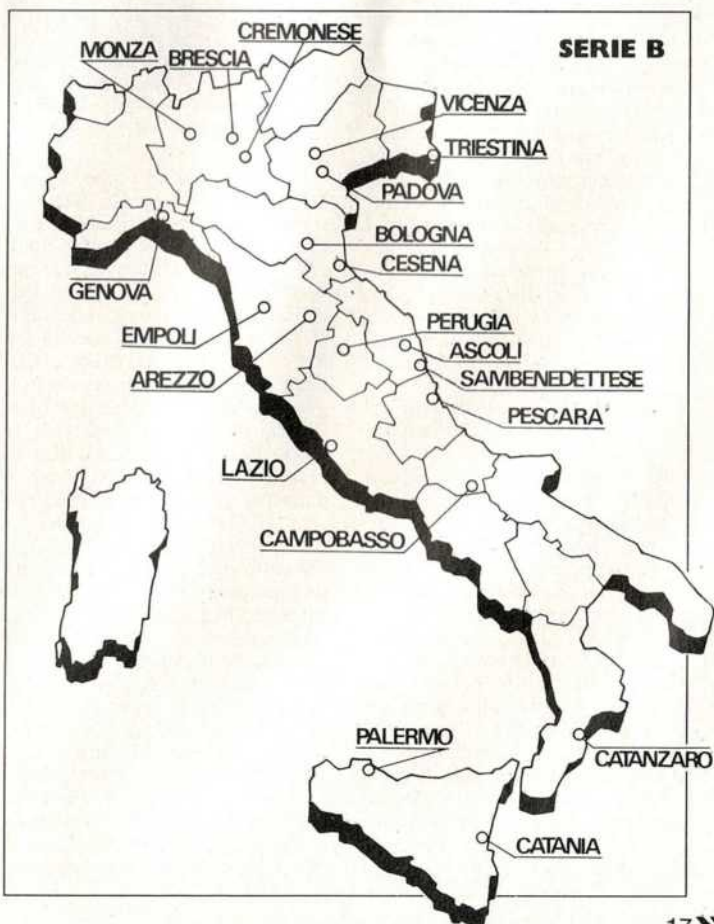 CREMONESE
MONZA
BRESCIA
SERIE B
VICENZA
TRIESTINA
PADOVA
BOLOGNA
CESENA
GENOVA
EMPOLI
PERUGIA
ASCOLI
AREZZO
SAMBENEDETTESE
PESCARA
LAZIO
CAMPOBASSO
PALERMO
CATANZARO
CATANIA